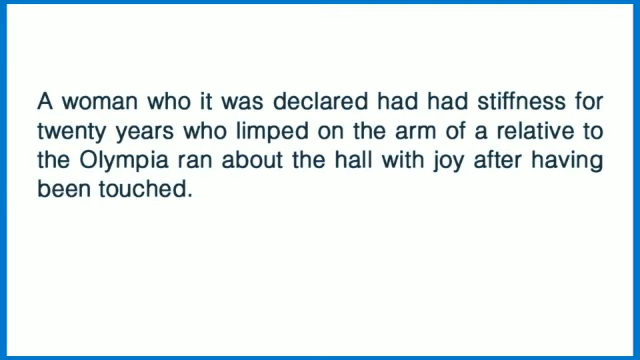 A woman who it was declared had had stiffness for
twenty years who limped on the arm of a relative to
the Olympia ran about the hall with joy after having
been touched.